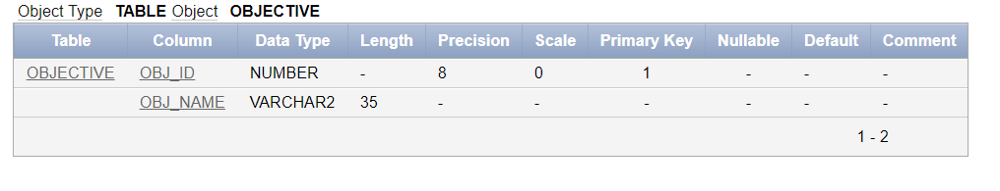 Object Type TABLE Object OBJECTIVE
Table Column Data Type Length Precision Scale Primary Key Nullable Default Comment
OBJECTIVE OBJ_ID NUMBER - 8 0 1 - - -
OBJ_NAME VARCHAR2 35 - - - - - -
1 - 2